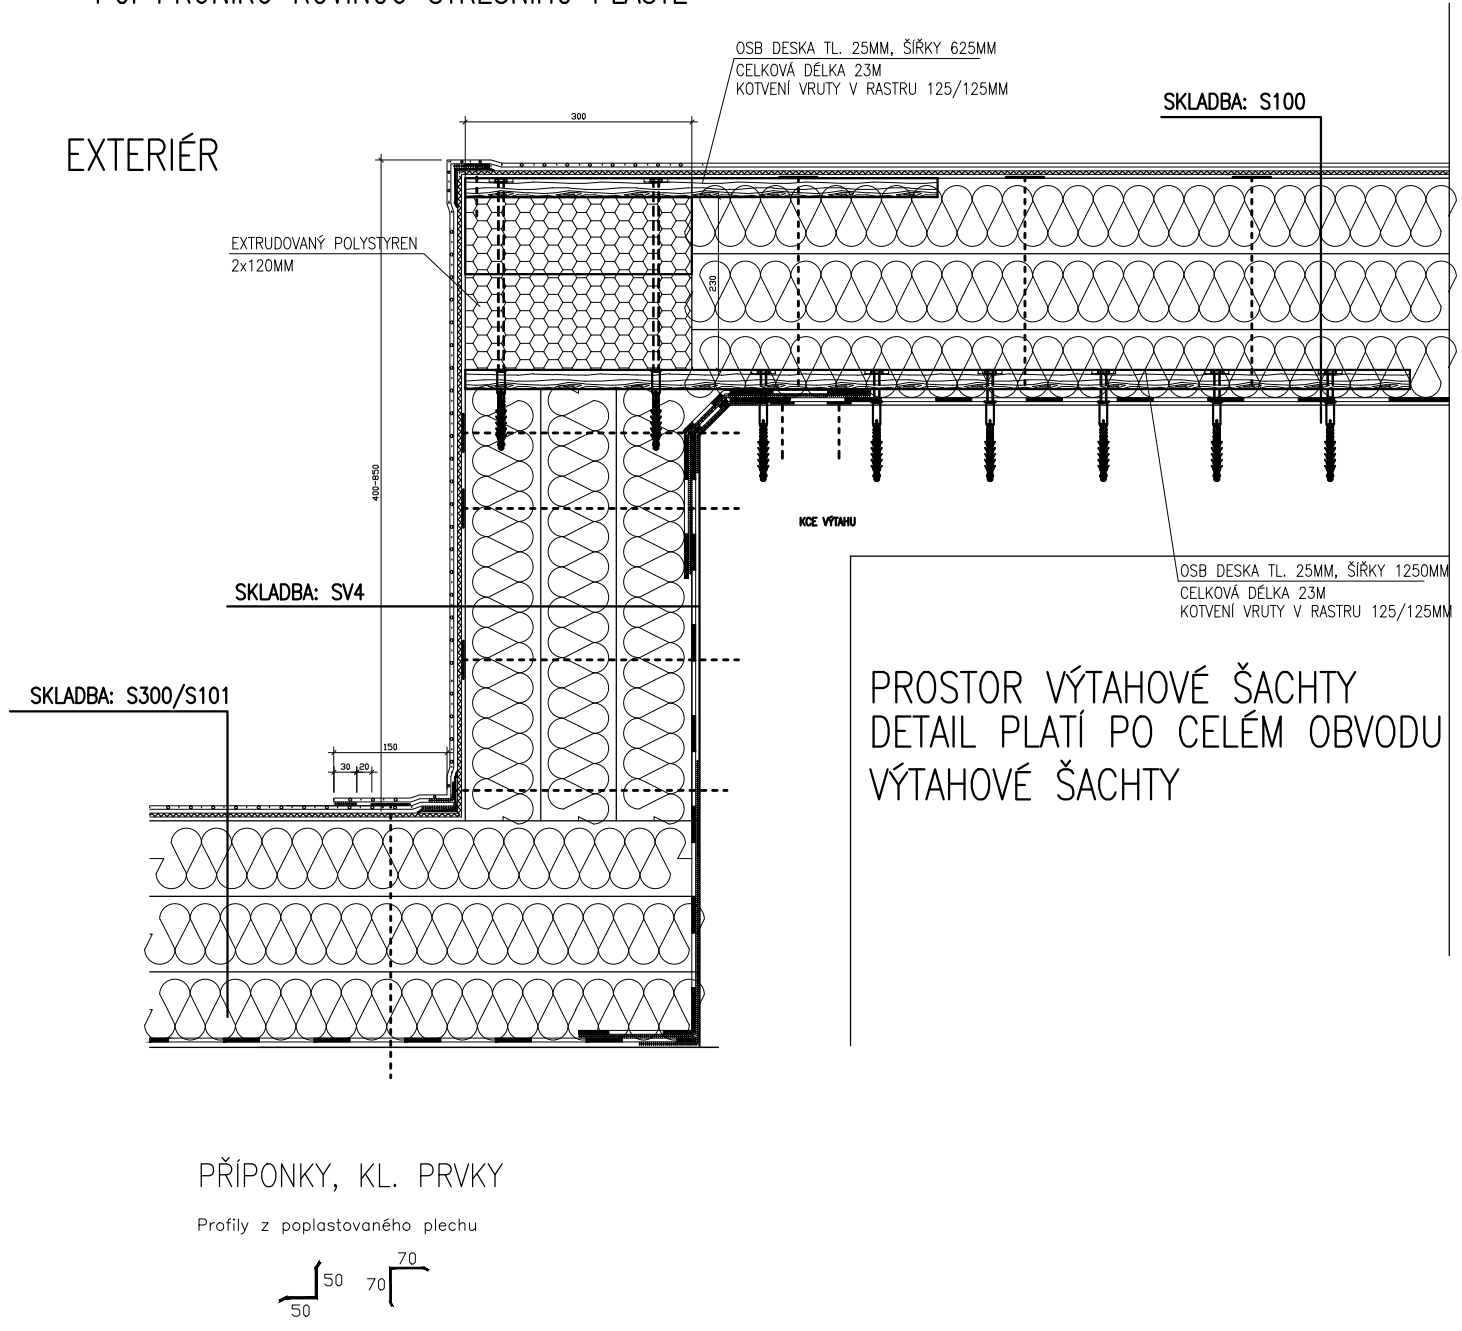 OSB DESKA TL. 25MM, ŠÍŘKY 625MM
CELKOVÁ DÉLKA 23M
KOTVENÍ VRUTY V RASTRU 125/125MM
SKLADBA: S100
300
EXTERIÉR
EXTRUDOVANÝ POLYSTYREN
2x120MM
230
400-850
KCE VÝTAHU
OSB DESKA TL. 25MM, ŠÍŘKY 1250MM
CELKOVÁ DÉLKA 23M
KOTVENÍ VRUTY V RASTRU 125/125MM
SKLADBA: SV4
PROSTOR VÝTAHOVÉ ŠACHTY
DETAIL PLATÍ PO CELÉM OBVODU
VÝTAHOVÉ ŠACHTY
SKLADBA: S300/S101
150
30
20
PŘÍPONKY, KL. PRVKY
Profily z poplastovaného plechu
50
50
70
70